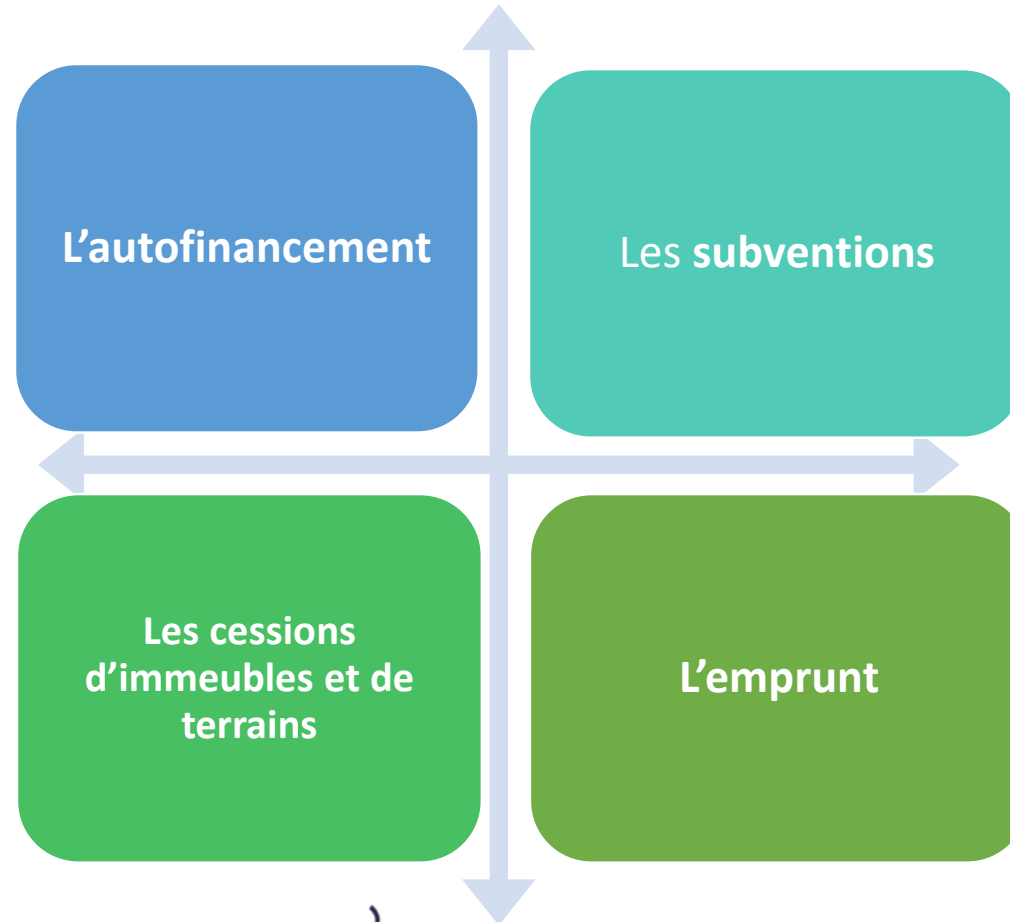 L’autofinancement
Les subventions
Les cessions
d’immeubles et de
terrains
L’emprunt